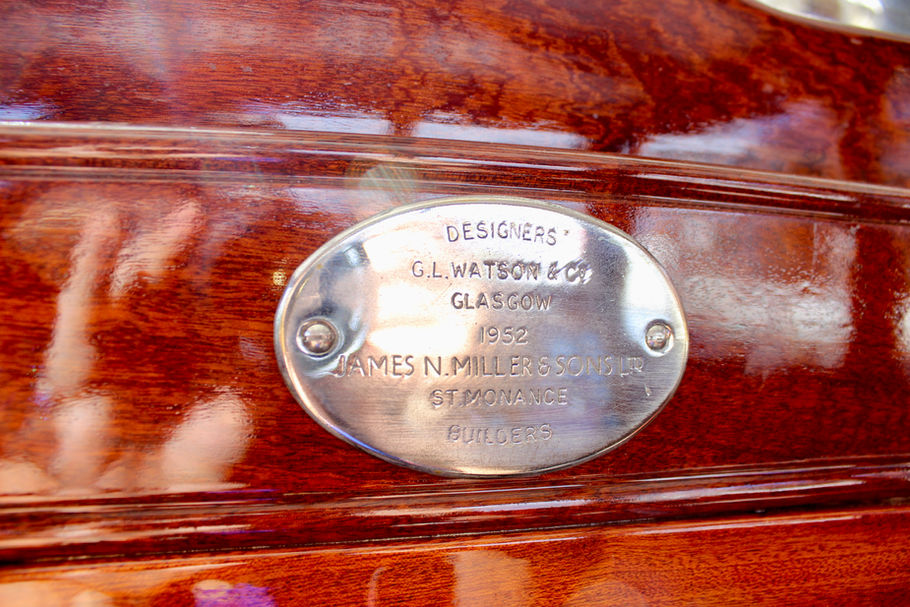 DESIGNERS
G.L. WATSON & Co
GLASGOW
1952
JAMES N. MILLER & SONS LTD
ST. MONANCE
BUILDERS